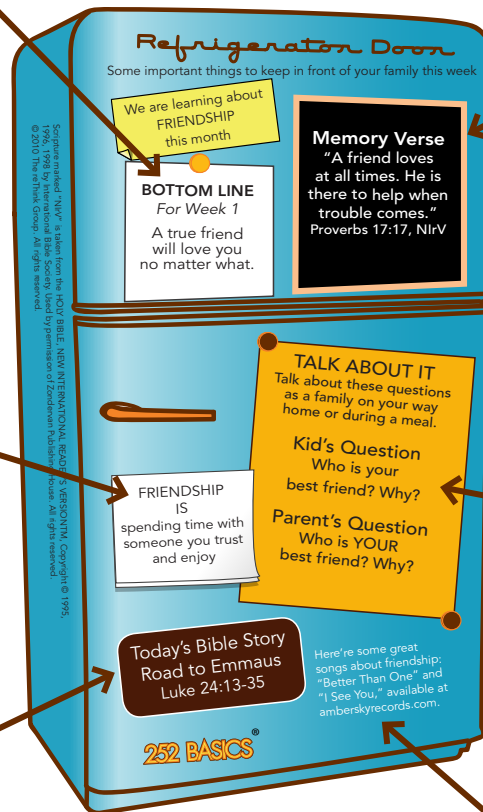 Refrigerator Door
Some important things to keep in front of your family this week
We are learning about
FRIENDSHIP
this month
BOTTOM LINE
For Week 1
A true friend
will love you
no matter what.
Memory Verse
“A friend loves
at all times. He is
there to help when
trouble comes.”
Proverbs 17:17, NIrV
TALK ABOUT IT
Talk about these questions
as a family on your way
home or during a meal.
Kid's Question
Who is your
best friend? Why?
Parent's Question
Who is YOUR
best friend? Why?
FRIENDSHIP
IS
spending time with
someone you trust
and enjoy
Today's Bible Story
Road to Emmaus
Luke 24:13-35
Here're some great
songs about friendship:
“Better Than One” and
“I See You,” available at
amberskyrecords.com.
252 BASICS®
Scripture marked “NIrV” is taken from the HOLY BIBLE, NEW INTERNATIONAL READER'S VERSIONTM, Copyright © 1995,
1996, 1998 by International Bible Society. Used by permission of Zondervan Publishing House. All rights reserved.
© 2010 The reThink Group. All rights reserved.